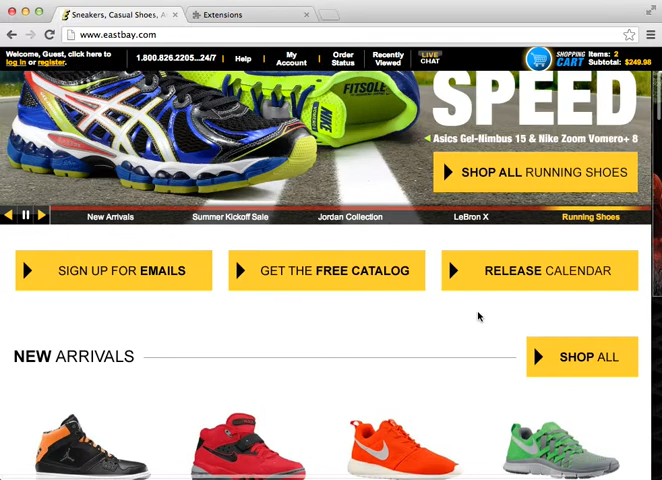 Sneakers, Casual Shoes, A
Extensions
www.eastbay.com
Welcome, Guest, click here to
log in or register.
1.800.826.2205...24/7
Help
My
Account
Order
Status
Recently
Viewed
LIVE
CHAT
SHOPPING
CART
Items: 2
Subtotal: $249.98
SPEED
FITSOLE
NIKE
Asics Gel-Nimbus 15 & Nike Zoom Vomero+ 8
SHOP ALL RUNNING SHOES
New Arrivals
Summer Kickoff Sale
Jordan Collection
LeBron X
Running Shoes
SIGN UP FOR EMAILS
GET THE FREE CATALOG
RELEASE CALENDAR
NEW ARRIVALS
SHOP ALL